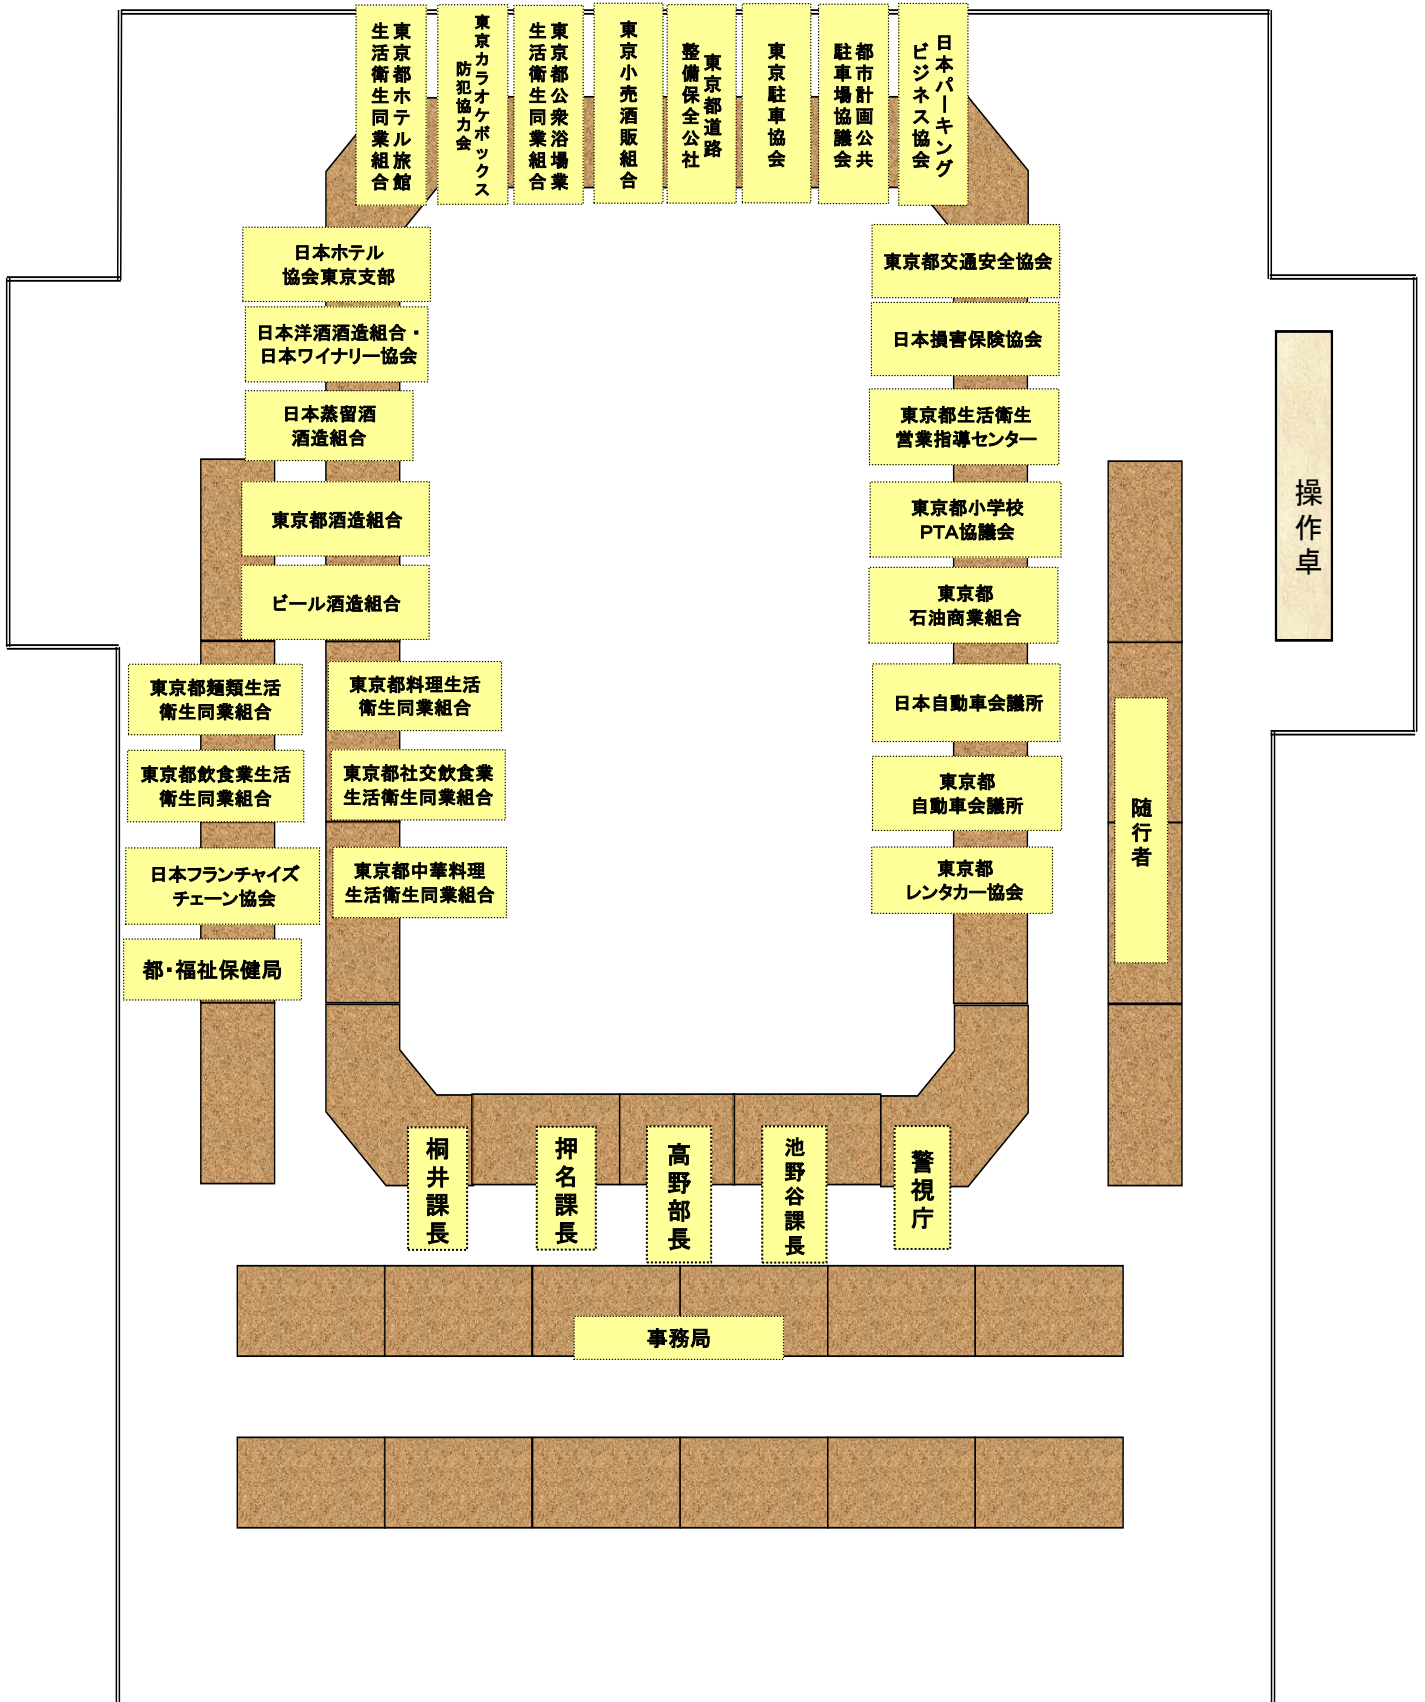 東京都ホテル旅館
生活衛生同業組合
東京カラオケボックス
防犯協力会
東京都公衆浴場業
生活衛生同業組合
東京小売酒販組合
東京都道路
整備保全公社
東京駐車協会
都市計画公共
駐車場協議会
日本パーキング
ビジネス協会
日本ホテル
協会東京支部
日本洋酒酒造組合・
日本ワイナリー協会
日本蒸留酒
酒造組合
東京都酒造組合
ビール酒造組合
東京都麺類生活
衛生同業組合
東京都料理生活
衛生同業組合
東京都飲食業生活
衛生同業組合
東京都社交飲食業
生活衛生同業組合
日本フランチャイズ
チェーン協会
東京都中華料理
生活衛生同業組合
都・福祉保健局
東京都交通安全協会
日本損害保険協会
東京都生活衛生
営業指導センター
東京都小学校
PTA協議会
東京都
石油商業組合
日本自動車会議所
東京都
自動車会議所
東京都
レンタカー協会
操作卓
随行者
桐井課長
押名課長
高野部長
池野谷課長
警視庁
事務局